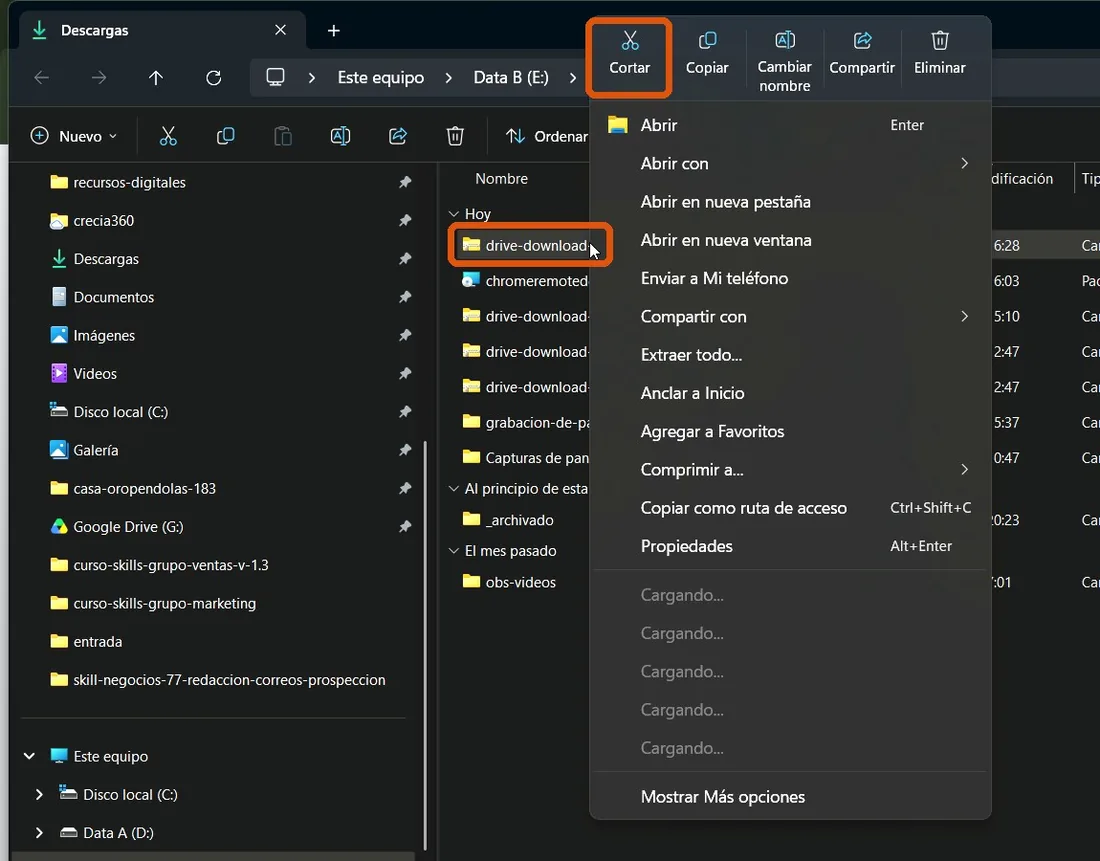 Descargas
Este equipo
Data B (E:)
Nuevo
Ordenar
recursos-digitales
crecia360
Descargas
Documentos
Imágenes
Videos
Disco local (C:)
Galería
casa-oropendolas-183
Google Drive (G:)
curso-skills-grupo-ventas-v-1.3
curso-skills-grupo-marketing
entrada
skill-negocios-77-redaccion-correos-prospeccion
Este equipo
Disco local (C:)
Data A (D:)
Nombre
Hoy
drive-download-
chromeremoted
drive-download-
drive-download-
drive-download-
grabacion-de-pa
Capturas de pan
Al principio de esta
_archivado
El mes pasado
obs-videos
Cortar
Copiar
Cambiar
nombre
Compartir
Eliminar
Abrir Enter
Abrir con
Abrir en nueva pestaña
Abrir en nueva ventana
Enviar a Mi teléfono
Compartir con
Extraer todo...
Anclar a Inicio
Agregar a Favoritos
Comprimir a...
Copiar como ruta de acceso Ctrl+Shift+C
Propiedades Alt+Enter
Cargando...
Cargando...
Cargando...
Cargando...
Cargando...
Mostrar Más opciones
dificación Tip
6:28 Car
6:03 Pac
5:10 Car
2:47 Car
2:47 Car
5:37 Car
0:47 Car
0:23 Car
:01 Car